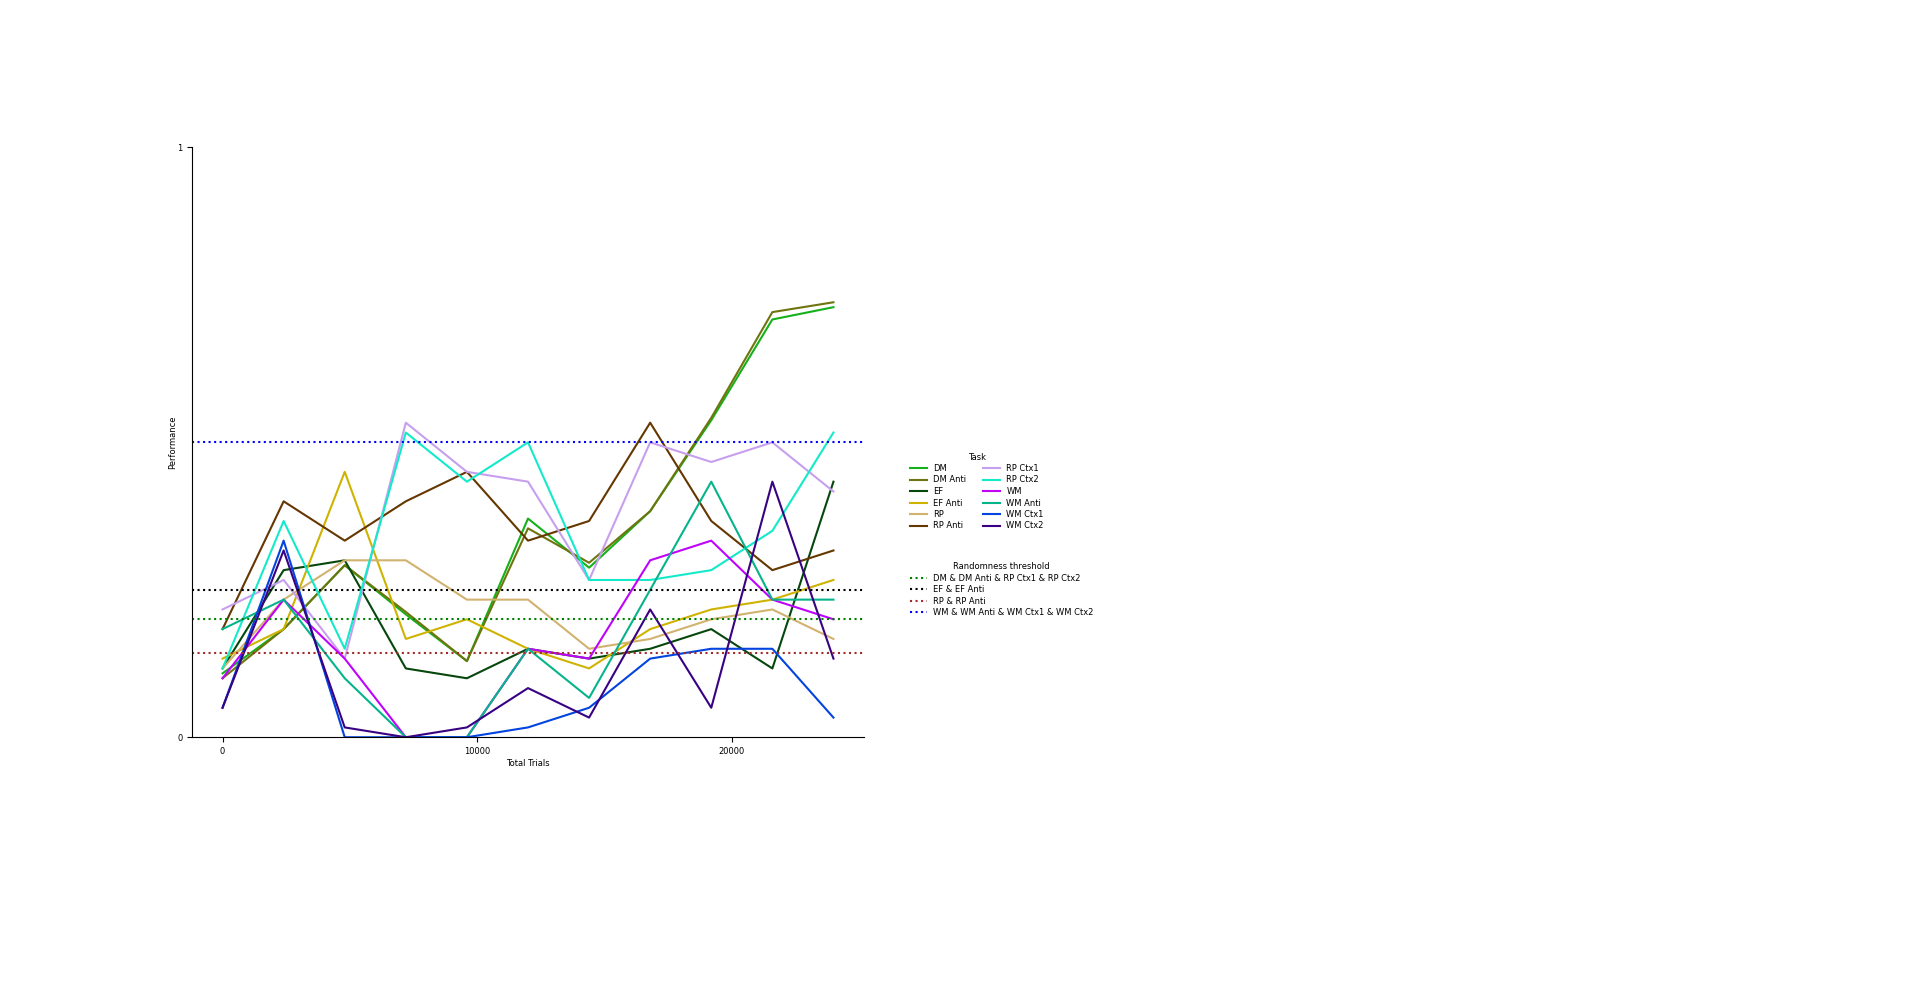 1
Performance
0
0 10000 20000
Total Trials
Task
DM RP Ctx1
DM Anti RP Ctx2
EF WM
EF Anti WM Anti
RP WM Ctx1
RP Anti WM Ctx2
Randomness threshold
DM & DM Anti & RP Ctx1 & RP Ctx2
EF & EF Anti
RP & RP Anti
WM & WM Anti & WM Ctx1 & WM Ctx2